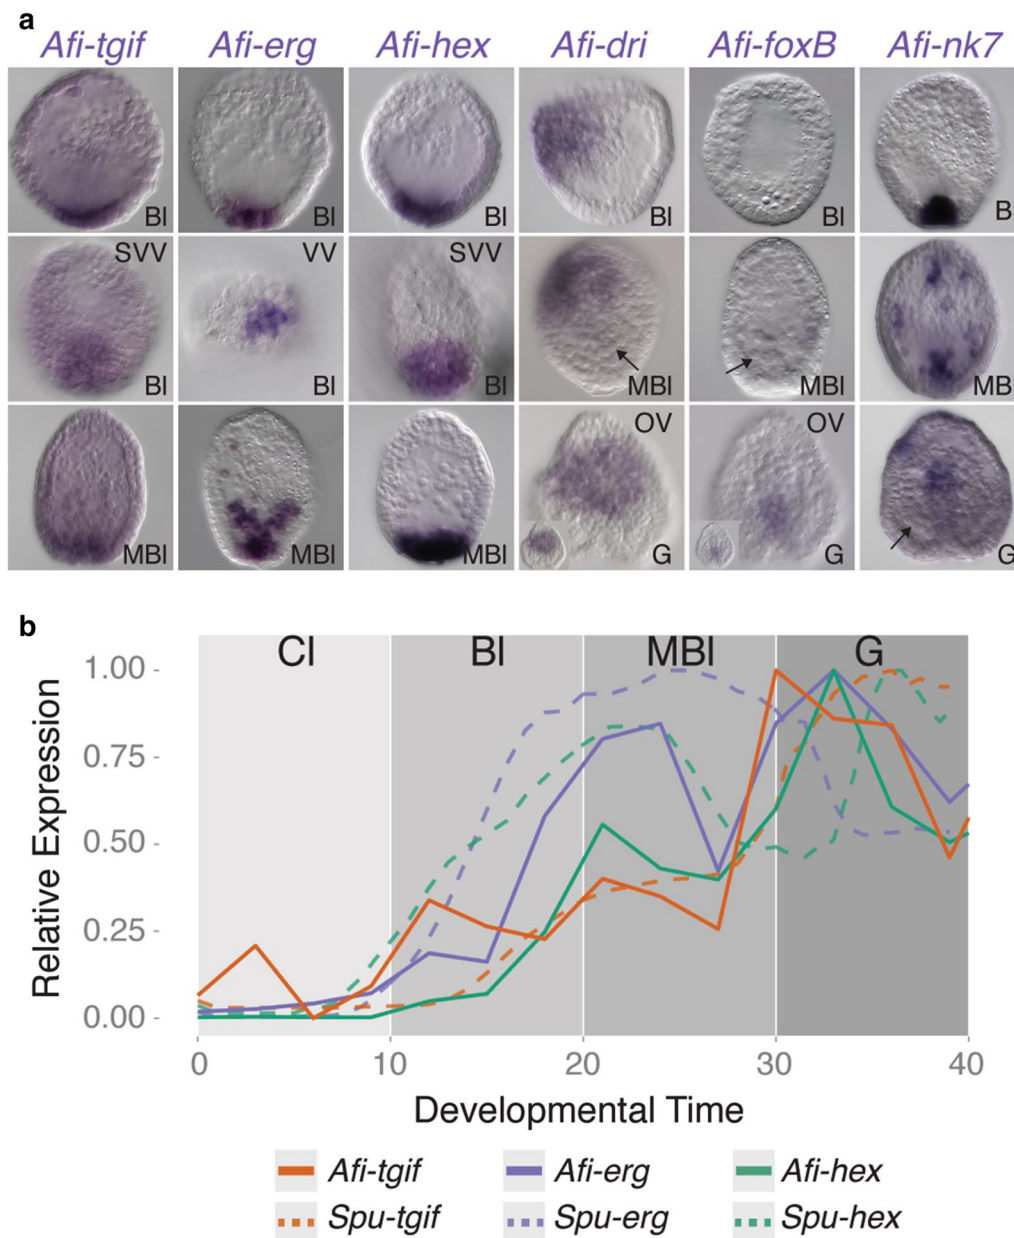 a
Afi-tgif Afi-erg Afi-hex Afi-dri Afi-foxB Afi-nk7
Bl Bl Bl Bl Bl B
SVV VV SVV
Bl Bl Bl MBl MBl MB
OV OV
MBl MBl MBl G G G
b
Cl Bl MBl G
1.00
0.75
0.50
0.25
0.00
Relative Expression
0 10 20 30 40
Developmental Time
Afi-tgif Afi-erg Afi-hex
Spu-tgif Spu-erg Spu-hex